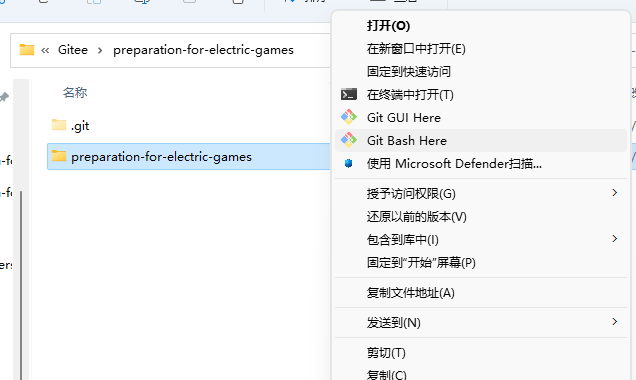 « Gitee > preparation-for-electric-games
名称
.git
preparation-for-electric-games
打开(O)
在新窗口中打开(E)
固定到快速访问
在终端中打开(T)
Git GUI Here
Git Bash Here
使用 Microsoft Defender扫描...
授予访问权限(G)
还原以前的版本(V)
包含到库中(I)
固定到"开始"屏幕(P)
复制文件地址(A)
发送到(N)
剪切(T)
复制(C)